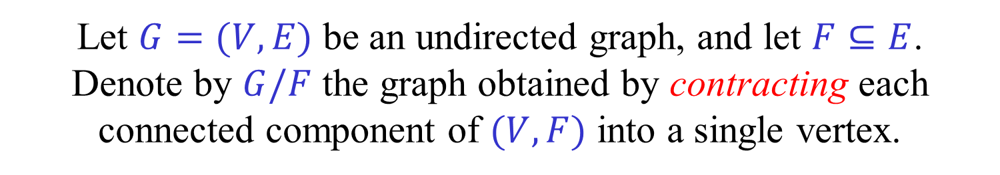 Let G = (V, E) be an undirected graph, and let F ⊆ E.
Denote by G/F the graph obtained by contracting each
connected component of (V, F) into a single vertex.